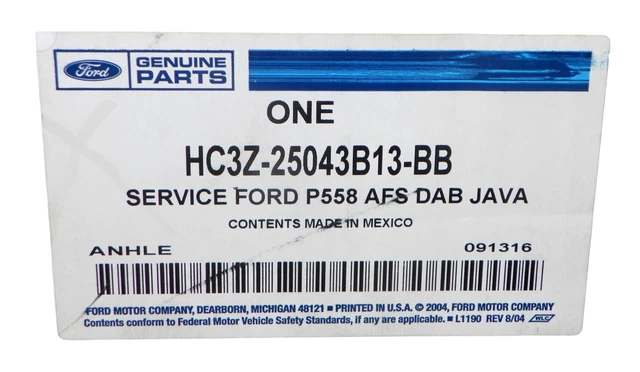 Ford GENUINE PARTS
ONE
HC3Z-25043B13-BB
SERVICE FORD P558 AFS DAB JAVA
CONTENTS MADE IN MEXICO
ANHLE 091316
FORD MOTOR COMPANY, DEARBORN, MICHIGAN 48121 ■ PRINTED IN U.S.A. © 2004, FORD MOTOR COMPANY
Contents conform to Federal Motor Vehicle Safety Standards, if any are applicable. ■ L1190 REV 8/04 WLC